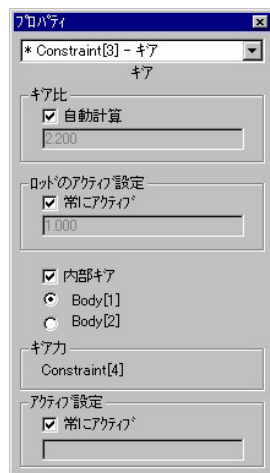 プロパティ
* Constraint[3] - ギア
ギア
ギア比
自動計算
2.200
ロッドのアクティブ設定
常にアクティブ
1.000
内部ギア
Body[1]
Body[2]
ギア力
Constraint[4]
アクティブ設定
常にアクティブ